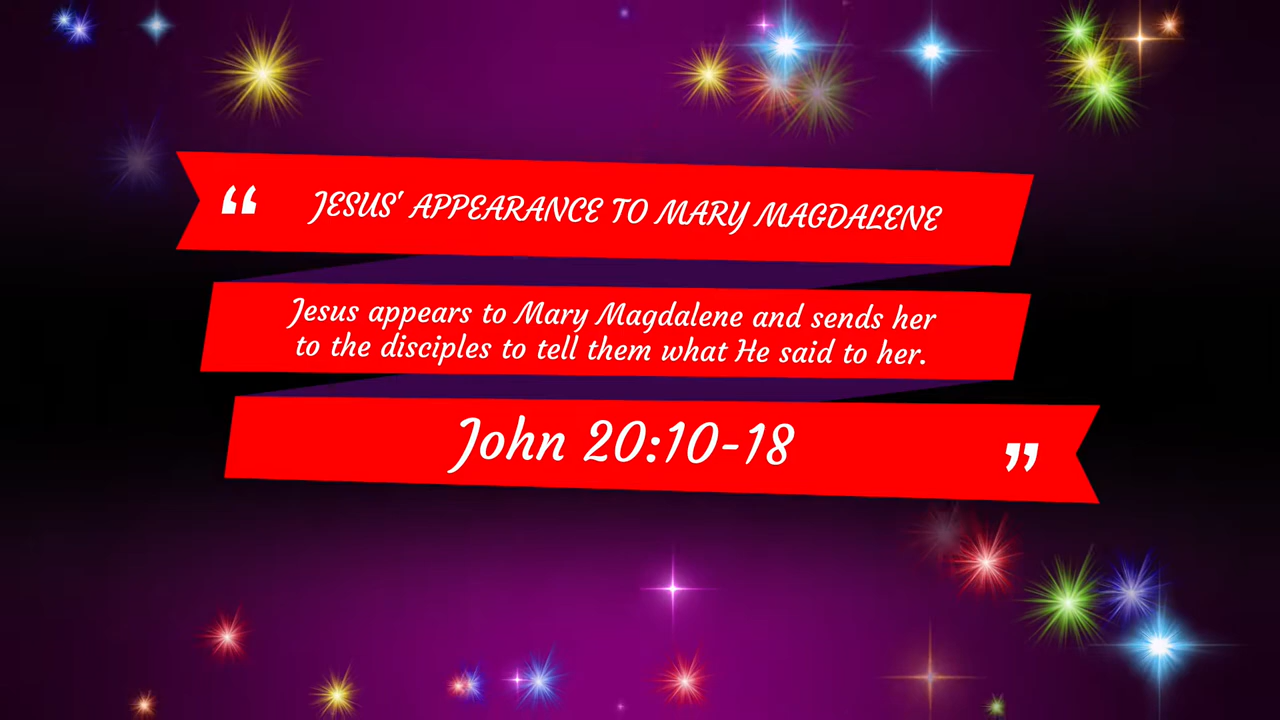 “ JESUS' APPEARANCE TO MARY MAGDALENE
Jesus appears to Mary Magdalene and sends her
to the disciples to tell them what He said to her.
John 20:10-18 ”